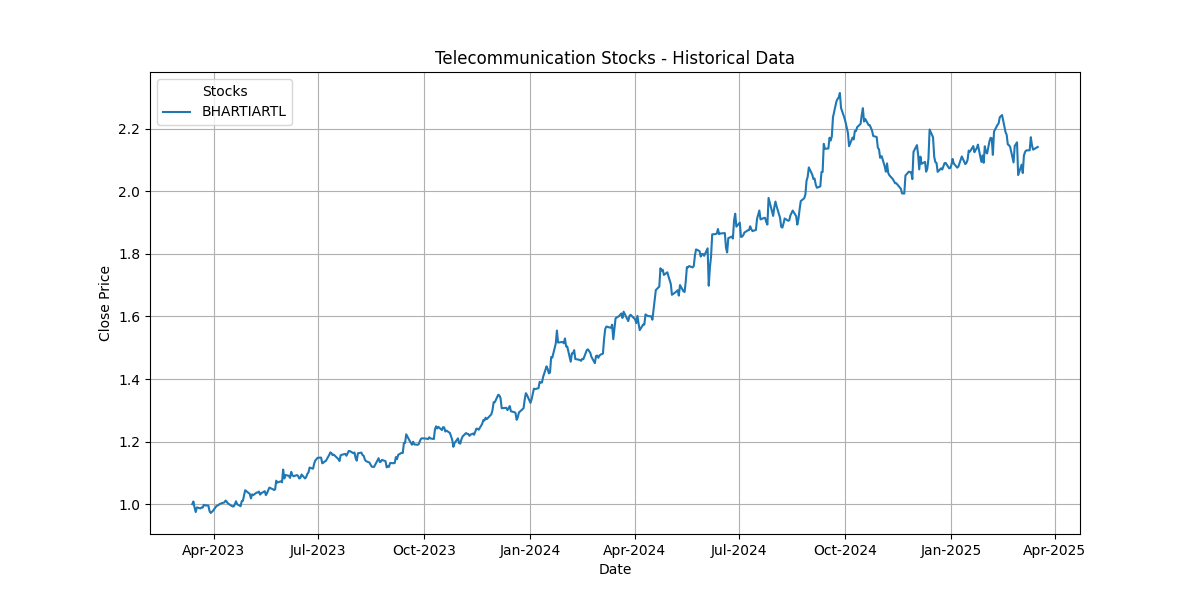 Telecommunication Stocks - Historical Data
Stocks
BHARTIARTL
Close Price
2.2
2.0
1.8
1.6
1.4
1.2
1.0
Apr-2023 Jul-2023 Oct-2023 Jan-2024 Apr-2024 Jul-2024 Oct-2024 Jan-2025 Apr-2025
Date